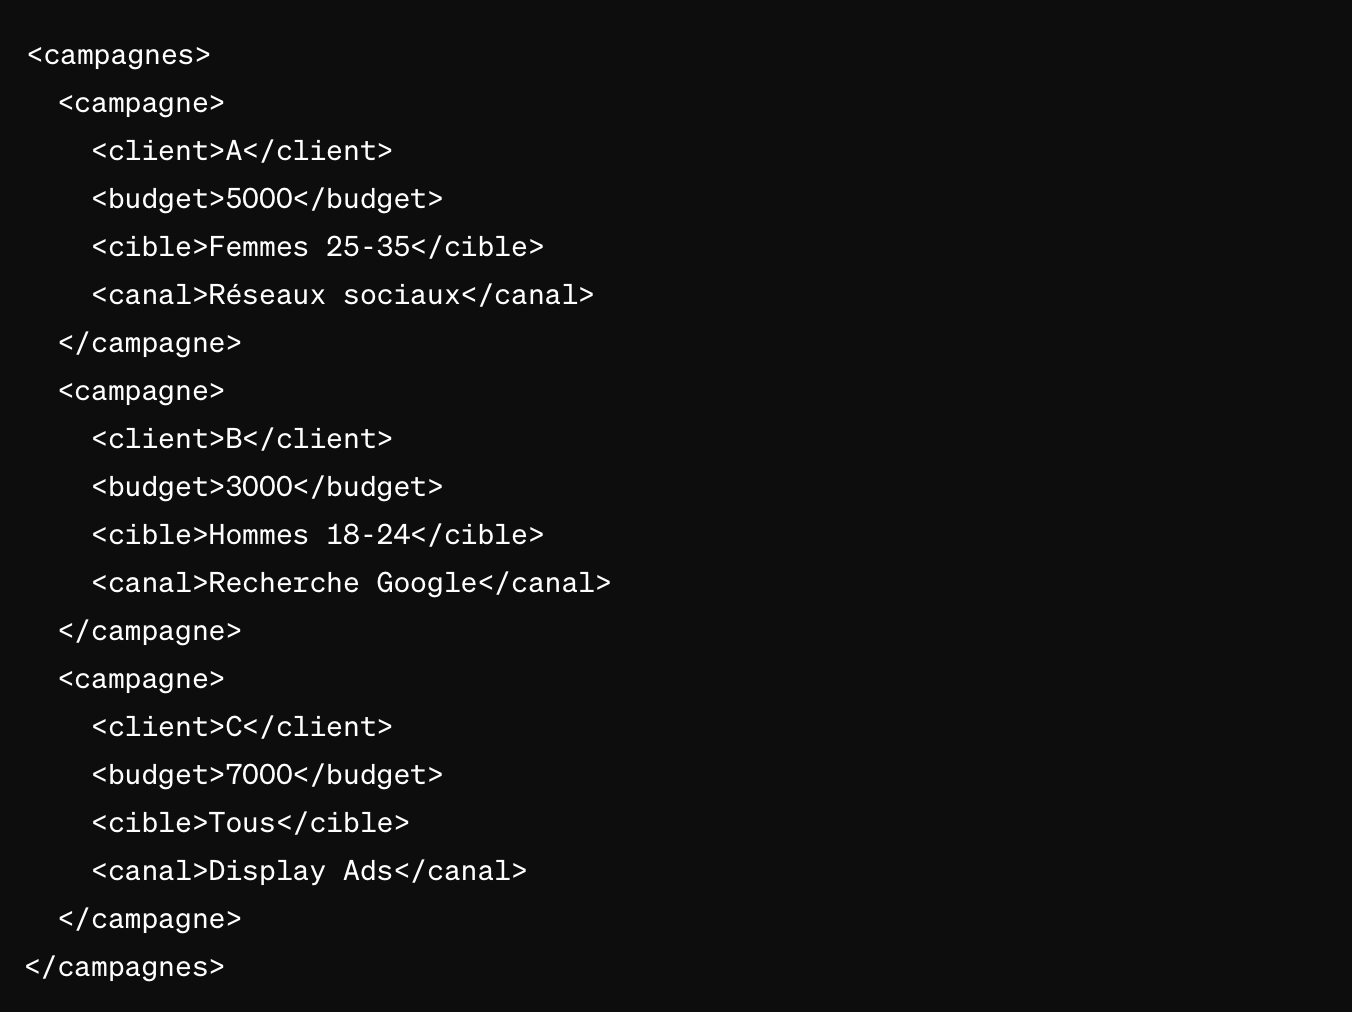 <campagnes>
  <campagne>
    <client>A</client>
    <budget>5000</budget>
    <cible>Femmes 25-35</cible>
    <canal>Réseaux sociaux</canal>
  </campagne>
  <campagne>
    <client>B</client>
    <budget>3000</budget>
    <cible>Hommes 18-24</cible>
    <canal>Recherche Google</canal>
  </campagne>
  <campagne>
    <client>C</client>
    <budget>7000</budget>
    <cible>Tous</cible>
    <canal>Display Ads</canal>
  </campagne>
</campagnes>